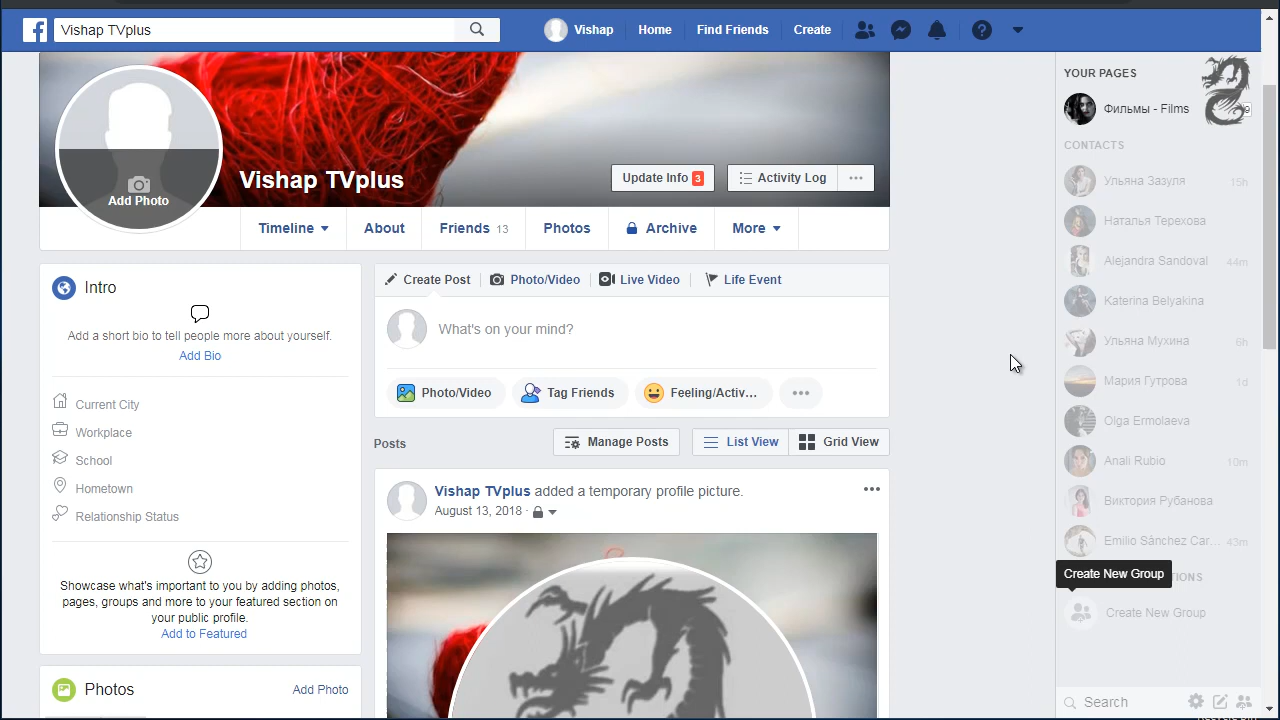 Vishap TVplus
Vishap
Home
Find Friends
Create
Add Photo
Vishap TVplus
Update Info 3
Activity Log
Timeline
About
Friends 13
Photos
Archive
More
Intro
Add a short bio to tell people more about yourself.
Add Bio
Current City
Workplace
School
Hometown
Relationship Status
Showcase what's important to you by adding photos,
pages, groups and more to your featured section on
your public profile.
Add to Featured
Photos
Add Photo
Create Post
Photo/Video
Live Video
Life Event
What's on your mind?
Photo/Video
Tag Friends
Feeling/Activ...
Posts
Manage Posts
List View
Grid View
Vishap TVplus added a temporary profile picture.
August 13, 2018 ·
YOUR PAGES
Фильмы - Films
CONTACTS
Ульяна Зазуля 15h
Наталья Терехова
Alejandra Sandoval 44m
Katerina Belyakina
Ульяна Мухина 6h
Мария Гутрова 1d
Olga Ermolaeva
Anali Rubio 10m
Виктория Рубанова
Emilio Sánchez Car... 43m
Create New Group
Create New Group
Search